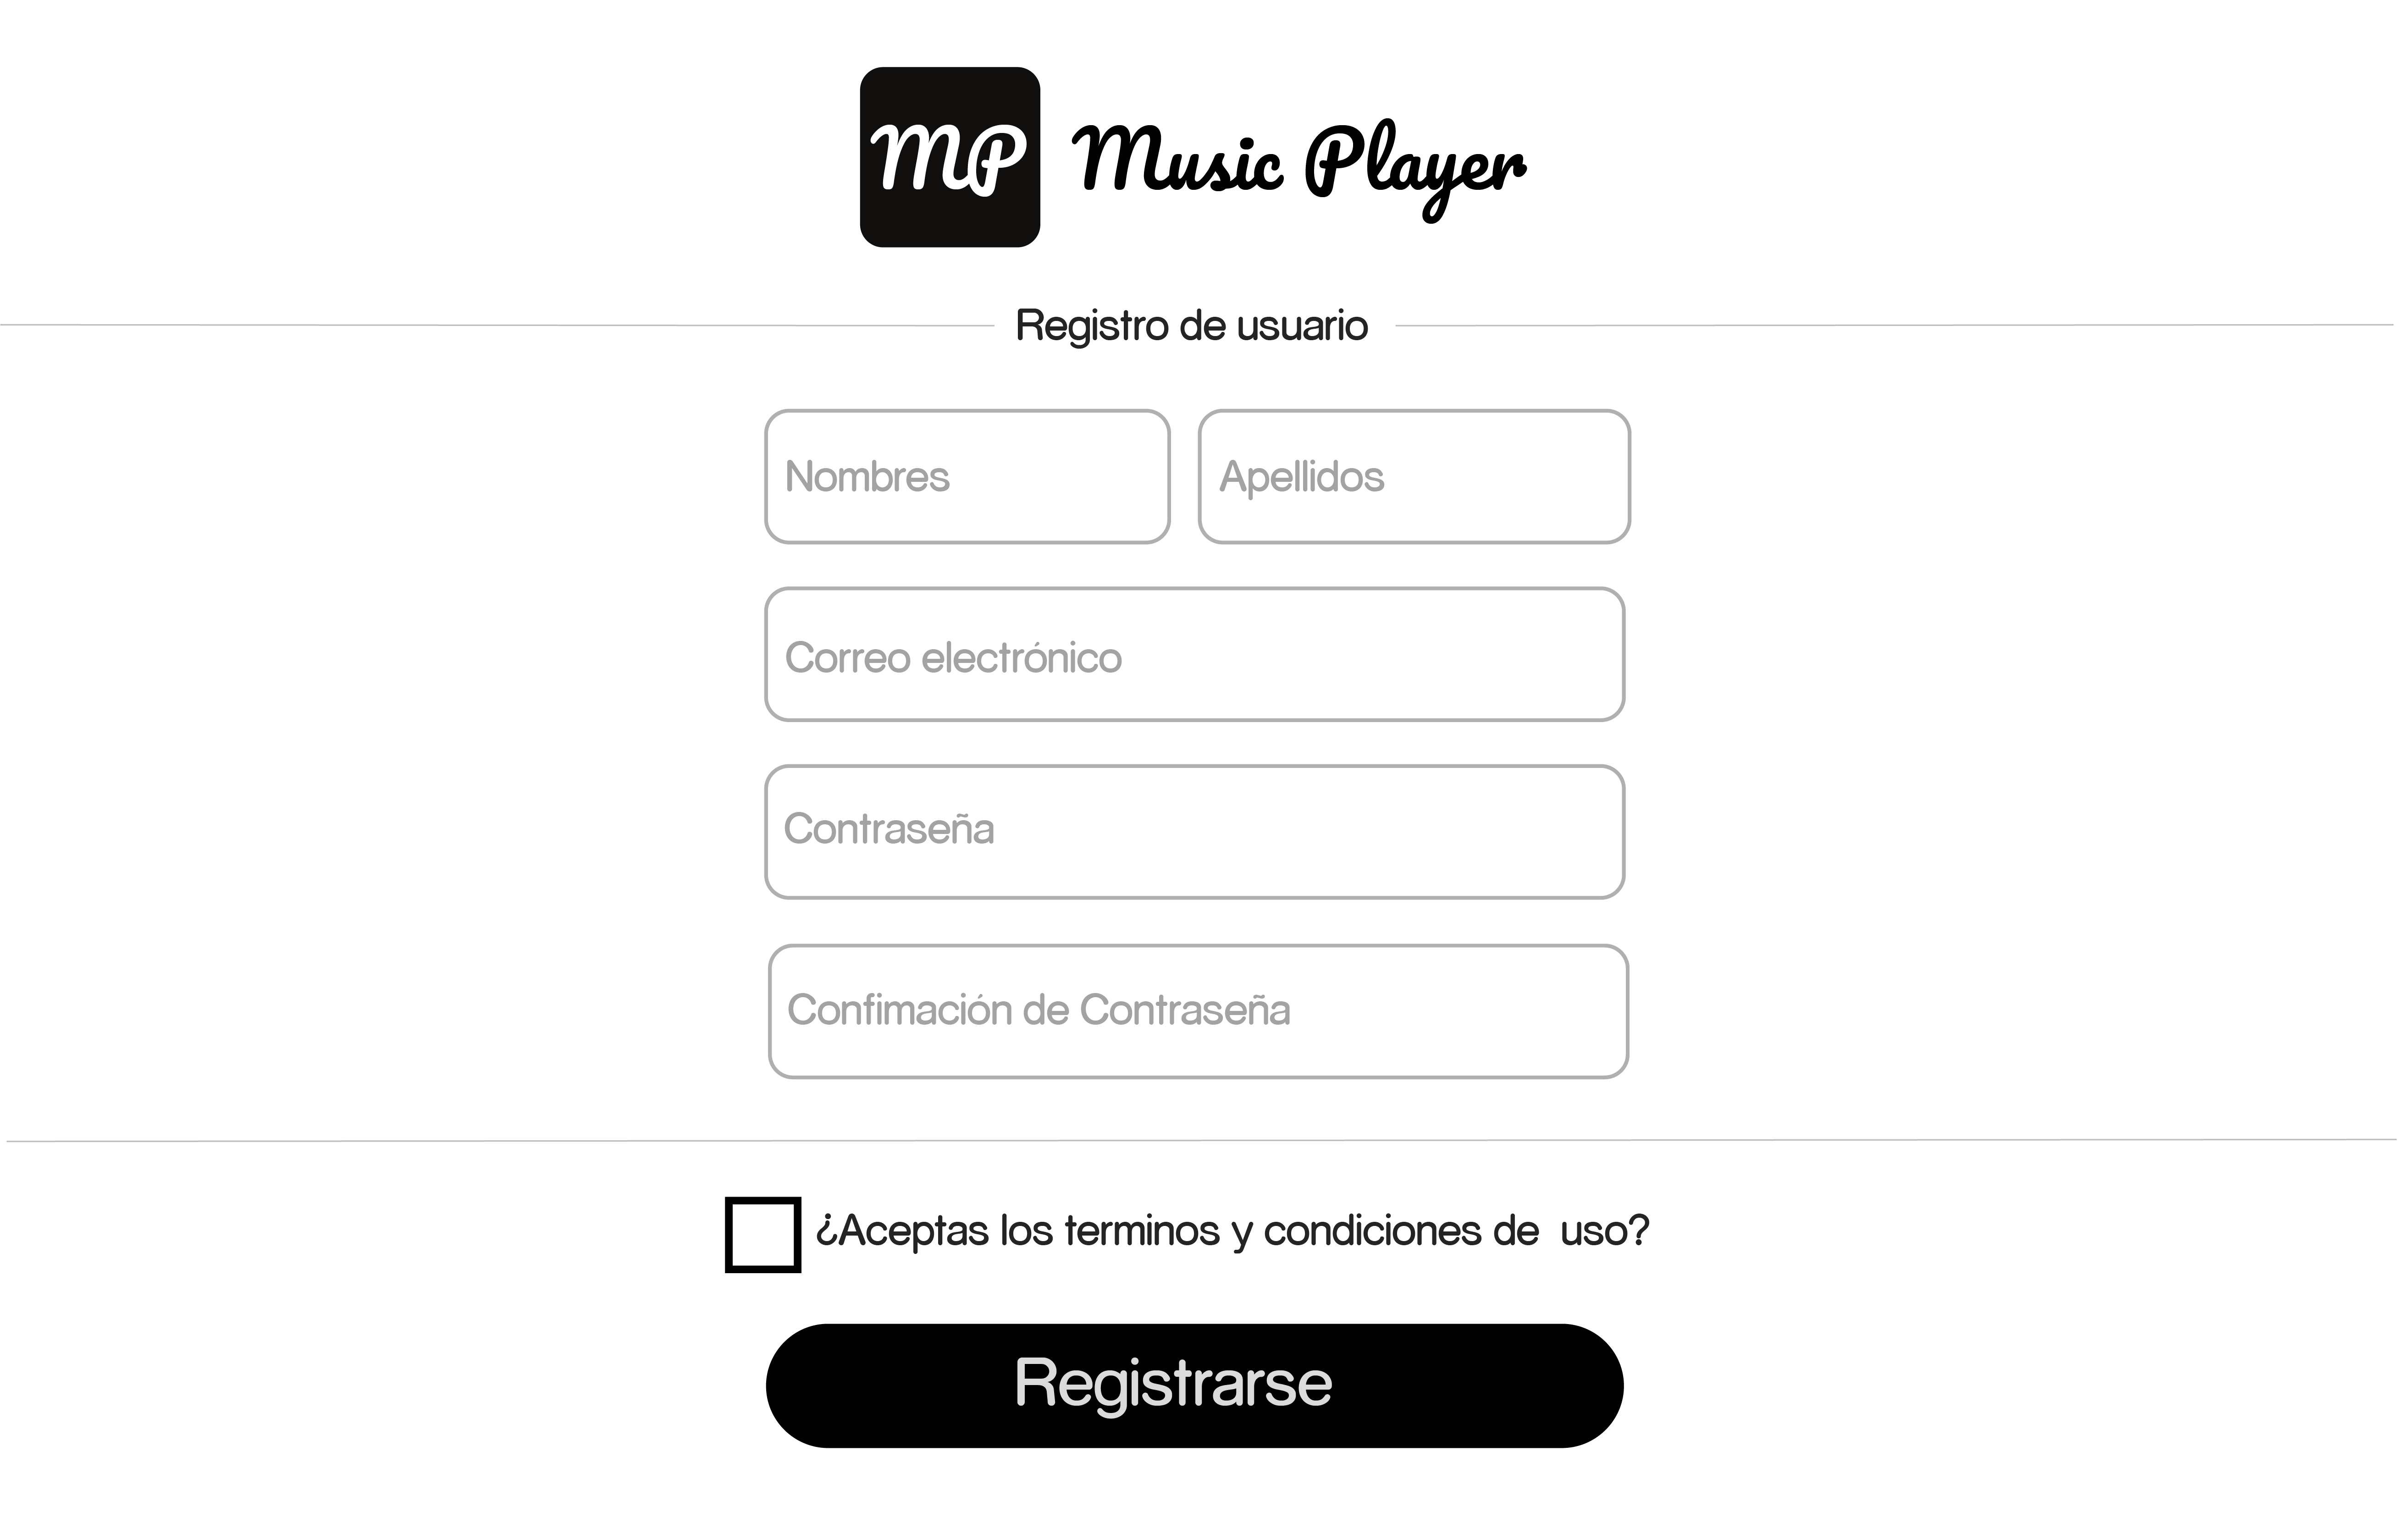 MP Music Player
Registro de usuario
Nombres Apellidos
Correo electrónico
Contraseña
Confimación de Contraseña
¿Aceptas los terminos y condiciones de uso?
Registrarse